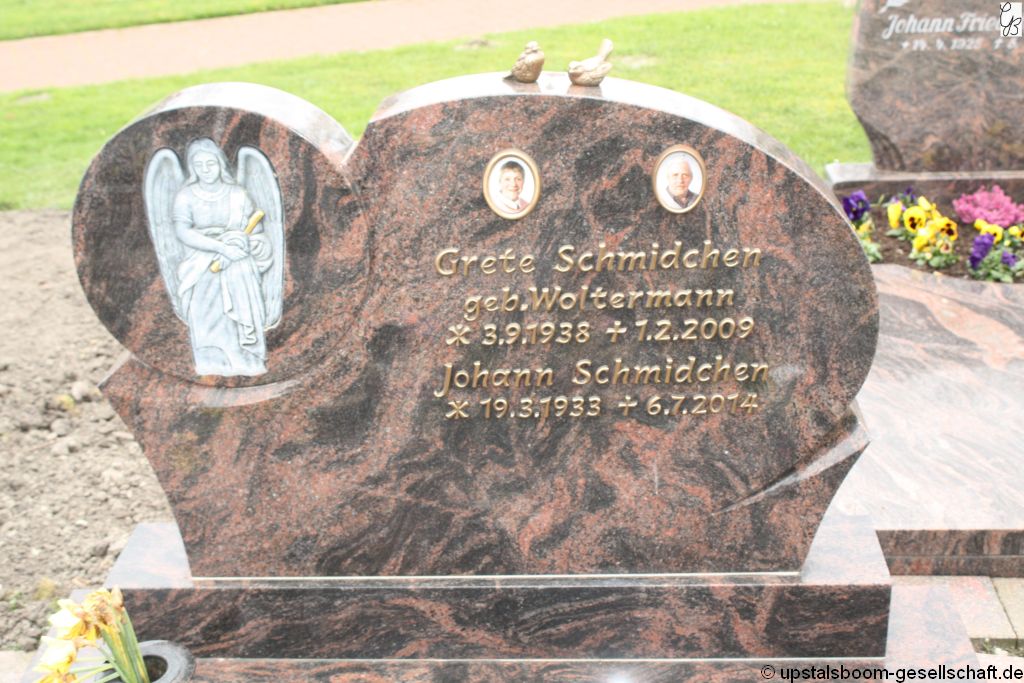 Grete Schmidchen
geb.Woltermann
* 3.9.1938 ✝ 1.2.2009
Johann Schmidchen
* 19.3.1933 ✝ 6.7.2014
Johann
© upstalsboom-gesellschaft.de